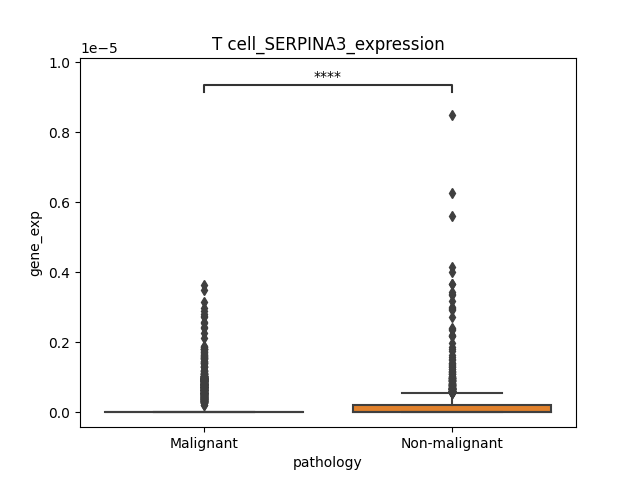 T cell_SERPINA3_expression
1e−5
****
1.0
0.8
0.6
0.4
0.2
0.0
gene_exp
Malignant
Non-malignant
pathology